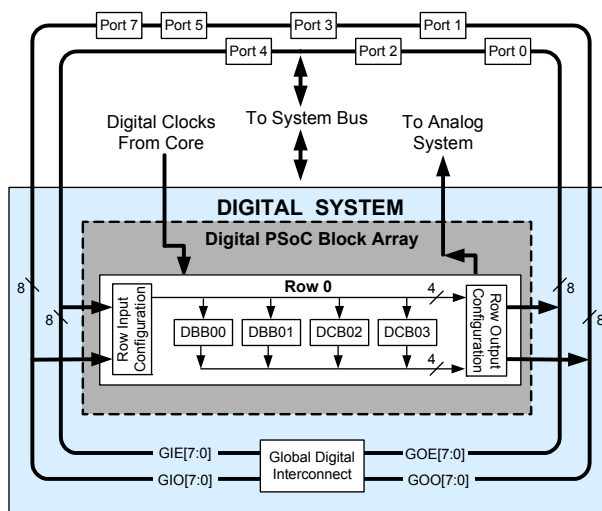 Port 7 Port 5 Port 3 Port 1
Port 4 Port 2 Port 0
Digital Clocks
From Core
To System Bus
To Analog
System
DIGITAL SYSTEM
Digital PSoC Block Array
Row 0
4
Row Input
Configuration
DBB00 DBB01 DCB02 DCB03
4
Row Output
Configuration
8
8
8
8
GIE[7:0]
GIO[7:0]
Global Digital
Interconnect
GOE[7:0]
GOO[7:0]